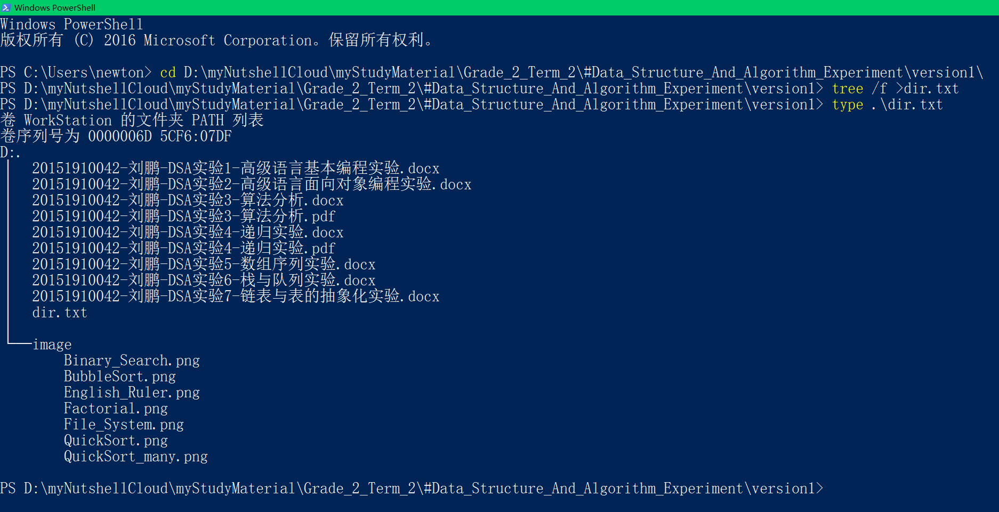 Windows PowerShell
Windows PowerShell
版权所有 (C) 2016 Microsoft Corporation。保留所有权利。
PS C:\Users\newton> cd D:\myNutshellCloud\myStudyMaterial\Grade_2_Term_2\#Data_Structure_And_Algorithm_Experiment\version1\
PS D:\myNutshellCloud\myStudyMaterial\Grade_2_Term_2\#Data_Structure_And_Algorithm_Experiment\version1> tree /f >dir.txt
PS D:\myNutshellCloud\myStudyMaterial\Grade_2_Term_2\#Data_Structure_And_Algorithm_Experiment\version1> type .\dir.txt
卷 WorkStation 的文件夹 PATH 列表
卷序列号为 0000006D 5CF6:07DF
D:.
│  20151910042-刘鹏-DSA实验1-高级语言基本编程实验.docx
│  20151910042-刘鹏-DSA实验2-高级语言面向对象编程实验.docx
│  20151910042-刘鹏-DSA实验3-算法分析.docx
│  20151910042-刘鹏-DSA实验3-算法分析.pdf
│  20151910042-刘鹏-DSA实验4-递归实验.docx
│  20151910042-刘鹏-DSA实验4-递归实验.pdf
│  20151910042-刘鹏-DSA实验5-数组序列实验.docx
│  20151910042-刘鹏-DSA实验6-栈与队列实验.docx
│  20151910042-刘鹏-DSA实验7-链表与表的抽象化实验.docx
│  dir.txt
│
└──image
Binary_Search.png
BubbleSort.png
English_Ruler.png
Factorial.png
File_System.png
QuickSort.png
QuickSort_many.png
PS D:\myNutshellCloud\myStudyMaterial\Grade_2_Term_2\#Data_Structure_And_Algorithm_Experiment\version1>